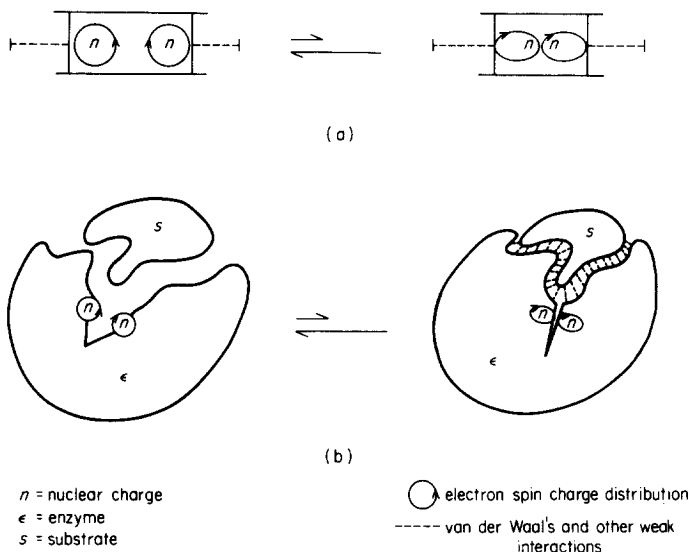 n n n n
(a)
s s
n n n n
ϵ ϵ
(b)
n = nuclear charge
ϵ = enzyme
s = substrate
electron spin charge distribution
---- van der Waal's and other weak
interactions